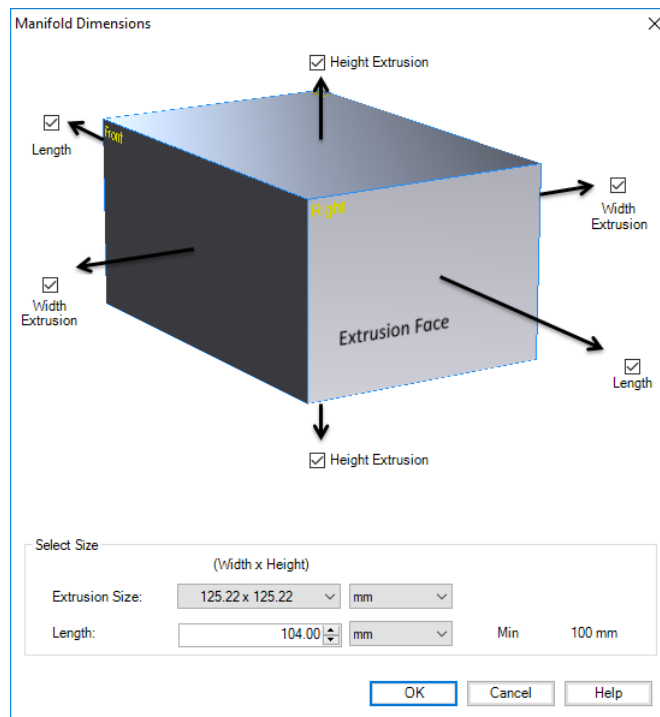 Manifold Dimensions
Height Extrusion
Length
Front
Right
Width
Extrusion
Width
Extrusion
Extrusion Face
Length
Height Extrusion
Select Size
(Width x Height)
Extrusion Size: 125.22 x 125.22 mm
Length: 104.00 mm Min 100 mm
OK Cancel Help